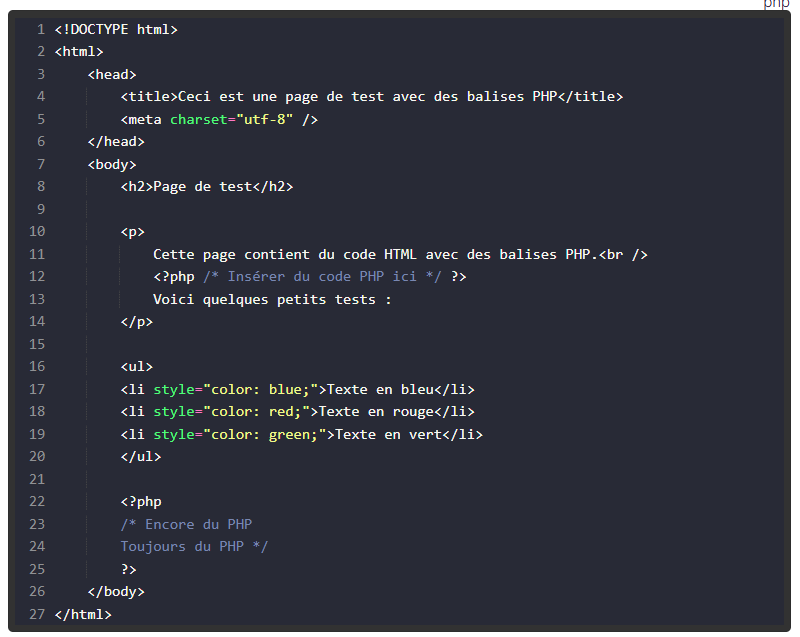 php
1 <!DOCTYPE html>
2 <html>
3     <head>
4         <title>Ceci est une page de test avec des balises PHP</title>
5         <meta charset="utf-8" />
6     </head>
7     <body>
8         <h2>Page de test</h2>
9
10         <p>
11             Cette page contient du code HTML avec des balises PHP.<br />
12             <?php /* Insérer du code PHP ici */ ?>
13             Voici quelques petits tests :
14         </p>
15
16         <ul>
17         <li style="color: blue;">Texte en bleu</li>
18         <li style="color: red;">Texte en rouge</li>
19         <li style="color: green;">Texte en vert</li>
20         </ul>
21
22         <?php
23         /* Encore du PHP
24         Toujours du PHP */
25         ?>
26     </body>
27 </html>